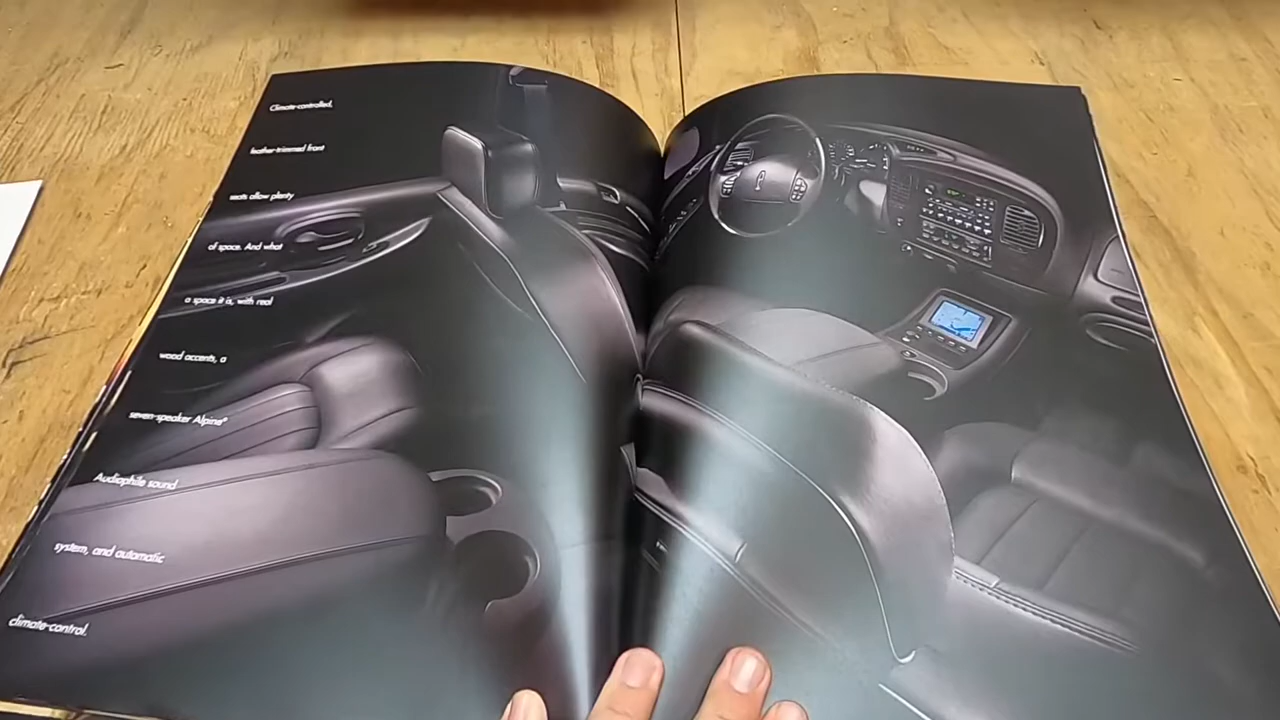 Climate-controlled,
leather-trimmed front
seats allow plenty
of space. And what
a space it is, with real
wood accents, a
seven-speaker Alpine®
Audiophile sound
system, and automatic
climate-control.